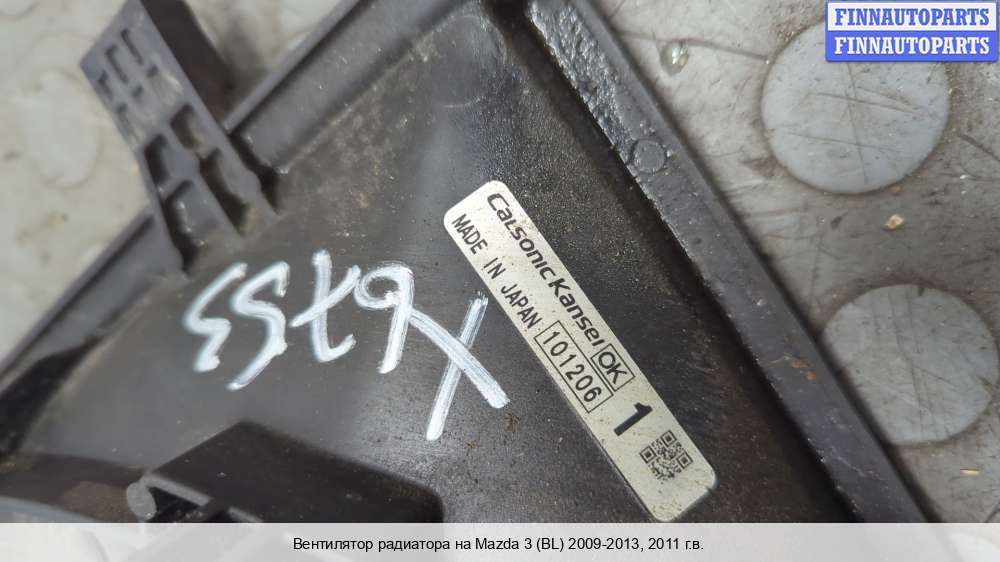 FINNAUTOPARTS
FINNAUTOPARTS
CalsonicKansei OK
MADE IN JAPAN 101206 1
Вентилятор радиатора на Mazda 3 (BL) 2009-2013, 2011 г.в.